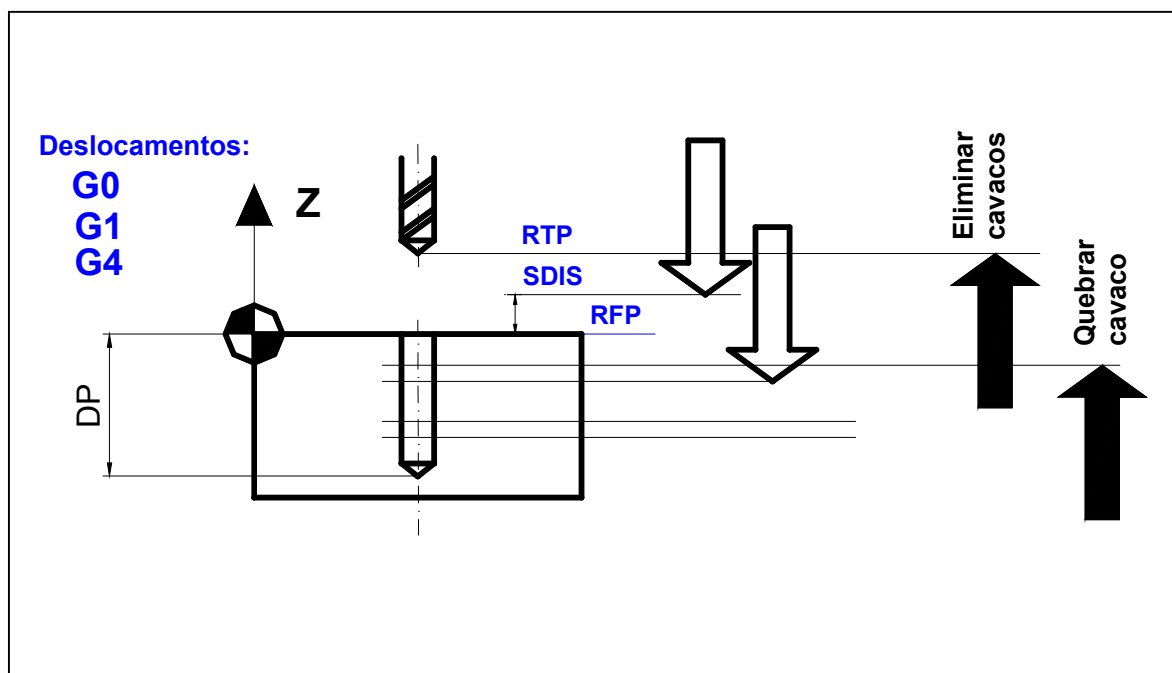 Deslocamentos:
G0
G1
G4
Z
RTP
SDIS
RFP
DP
Eliminar
cavacos
Quebrar
cavaco